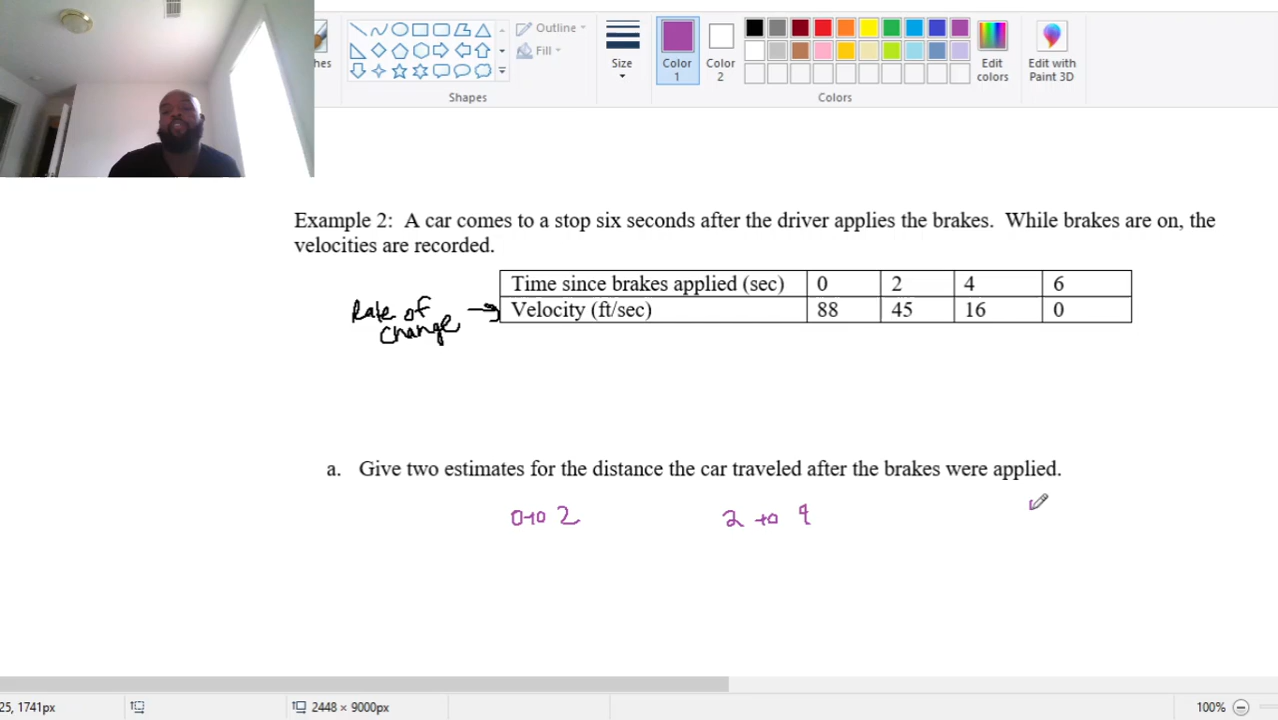 hes
Shapes
Outline
Fill
Size
Color 1
Color 2
Colors
Edit colors
Edit with Paint 3D
Example 2: A car comes to a stop six seconds after the driver applies the brakes. While brakes are on, the
velocities are recorded.
Time since brakes applied (sec) 0 2 4 6
Velocity (ft/sec) 88 45 16 0
Rate of
change
a. Give two estimates for the distance the car traveled after the brakes were applied.
0 to 2 2 to 4
25, 1741px
2448 × 9000px
100%